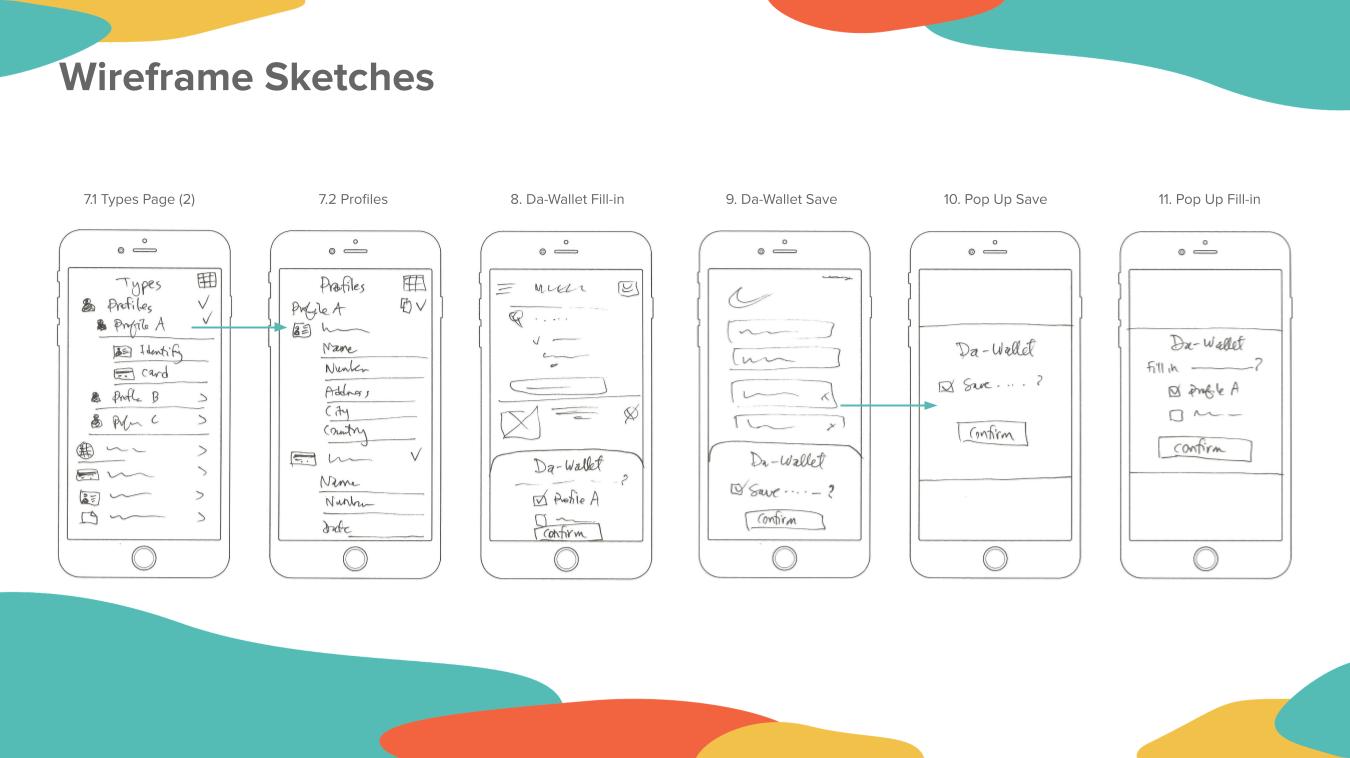 Wireframe Sketches
7.1 Types Page (2)
7.2 Profiles
8. Da-Wallet Fill-in
9. Da-Wallet Save
10. Pop Up Save
11. Pop Up Fill-in
Types
Profiles
Profile A
Identify
card
Profile B
C
Profiles
Profile A
Name
Number
Address
City
Country
Name
Number
Date
Da-Wallet
?
Profile A
Confirm
Da-Wallet
Save ..... ?
Confirm
Da-Wallet
Save .... ?
Confirm
Da-Wallet
Fill in ?
Profile A
Confirm